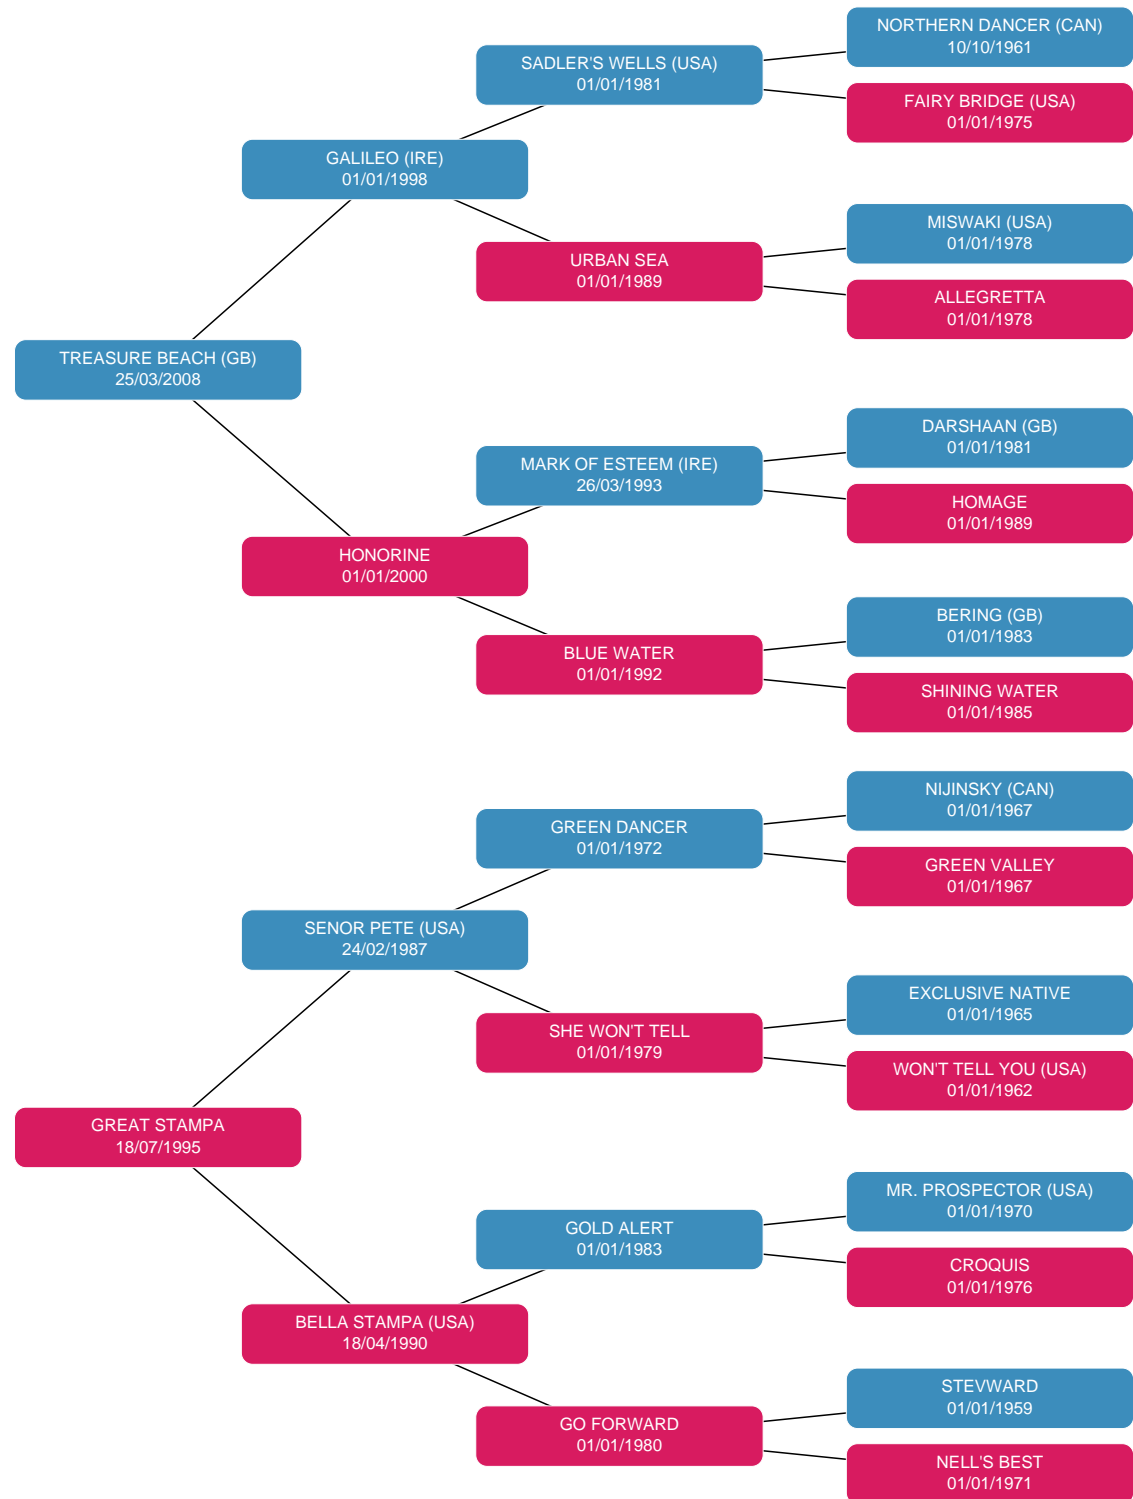 NORTHERN DANCER (CAN)
10/10/1961
SADLER'S WELLS (USA)
01/01/1981
FAIRY BRIDGE (USA)
01/01/1975
GALILEO (IRE)
01/01/1998
MISWAKI (USA)
01/01/1978
URBAN SEA
01/01/1989
ALLEGRETTA
01/01/1978
TREASURE BEACH (GB)
25/03/2008
DARSHAAN (GB)
01/01/1981
MARK OF ESTEEM (IRE)
26/03/1993
HOMAGE
01/01/1989
HONORINE
01/01/2000
BERING (GB)
01/01/1983
BLUE WATER
01/01/1992
SHINING WATER
01/01/1985
NIJINSKY (CAN)
01/01/1967
GREEN DANCER
01/01/1972
GREEN VALLEY
01/01/1967
SENOR PETE (USA)
24/02/1987
EXCLUSIVE NATIVE
01/01/1965
SHE WON'T TELL
01/01/1979
WON'T TELL YOU (USA)
01/01/1962
GREAT STAMPA
18/07/1995
MR. PROSPECTOR (USA)
01/01/1970
GOLD ALERT
01/01/1983
CROQUIS
01/01/1976
BELLA STAMPA (USA)
18/04/1990
STEVWARD
01/01/1959
GO FORWARD
01/01/1980
NELL'S BEST
01/01/1971